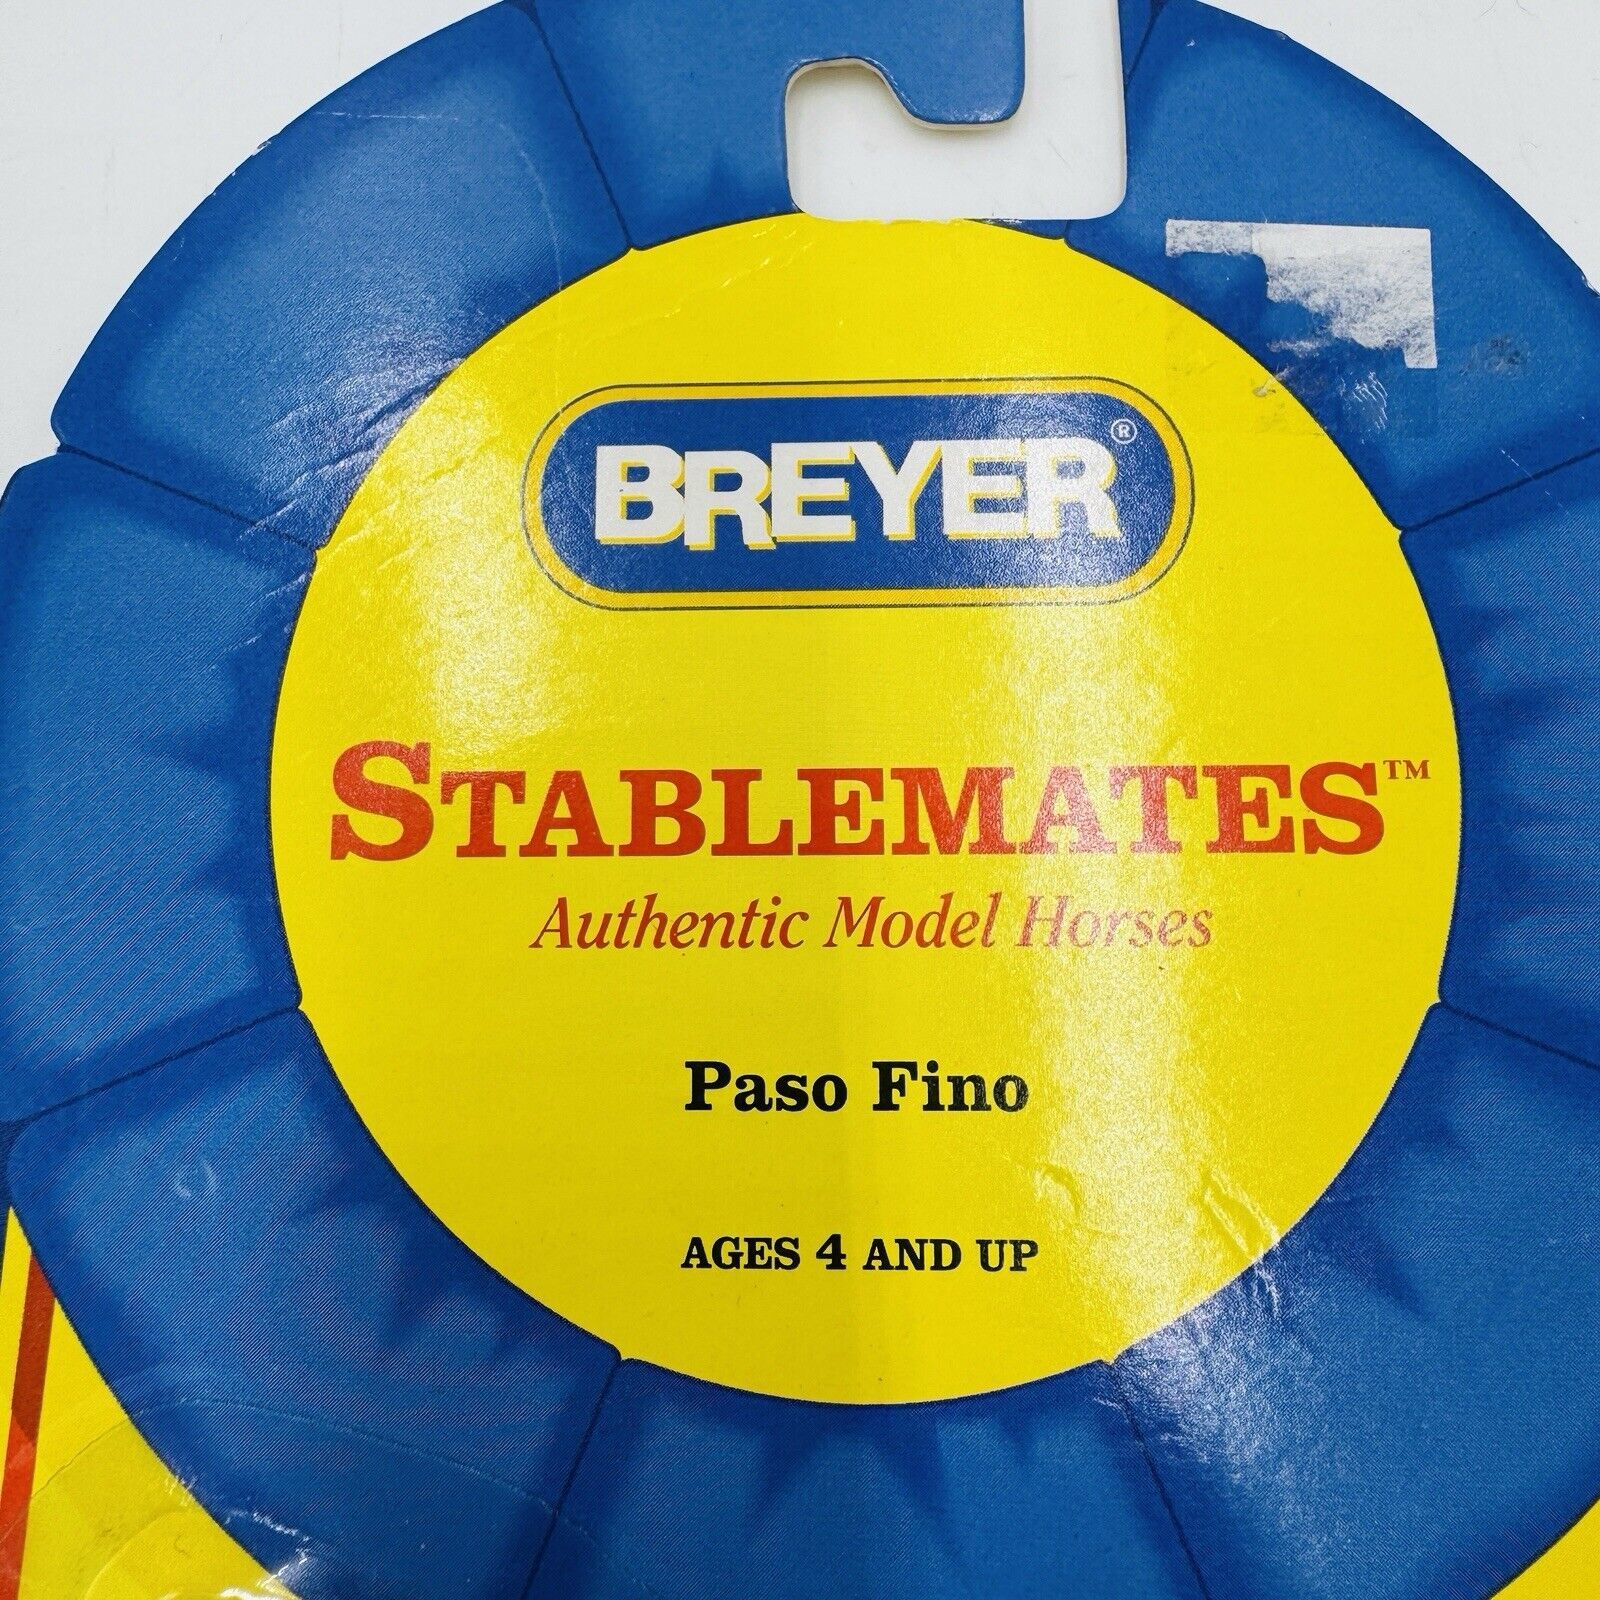 BREYER®
STABLEMATES™
Authentic Model Horses
Paso Fino
AGES 4 AND UP